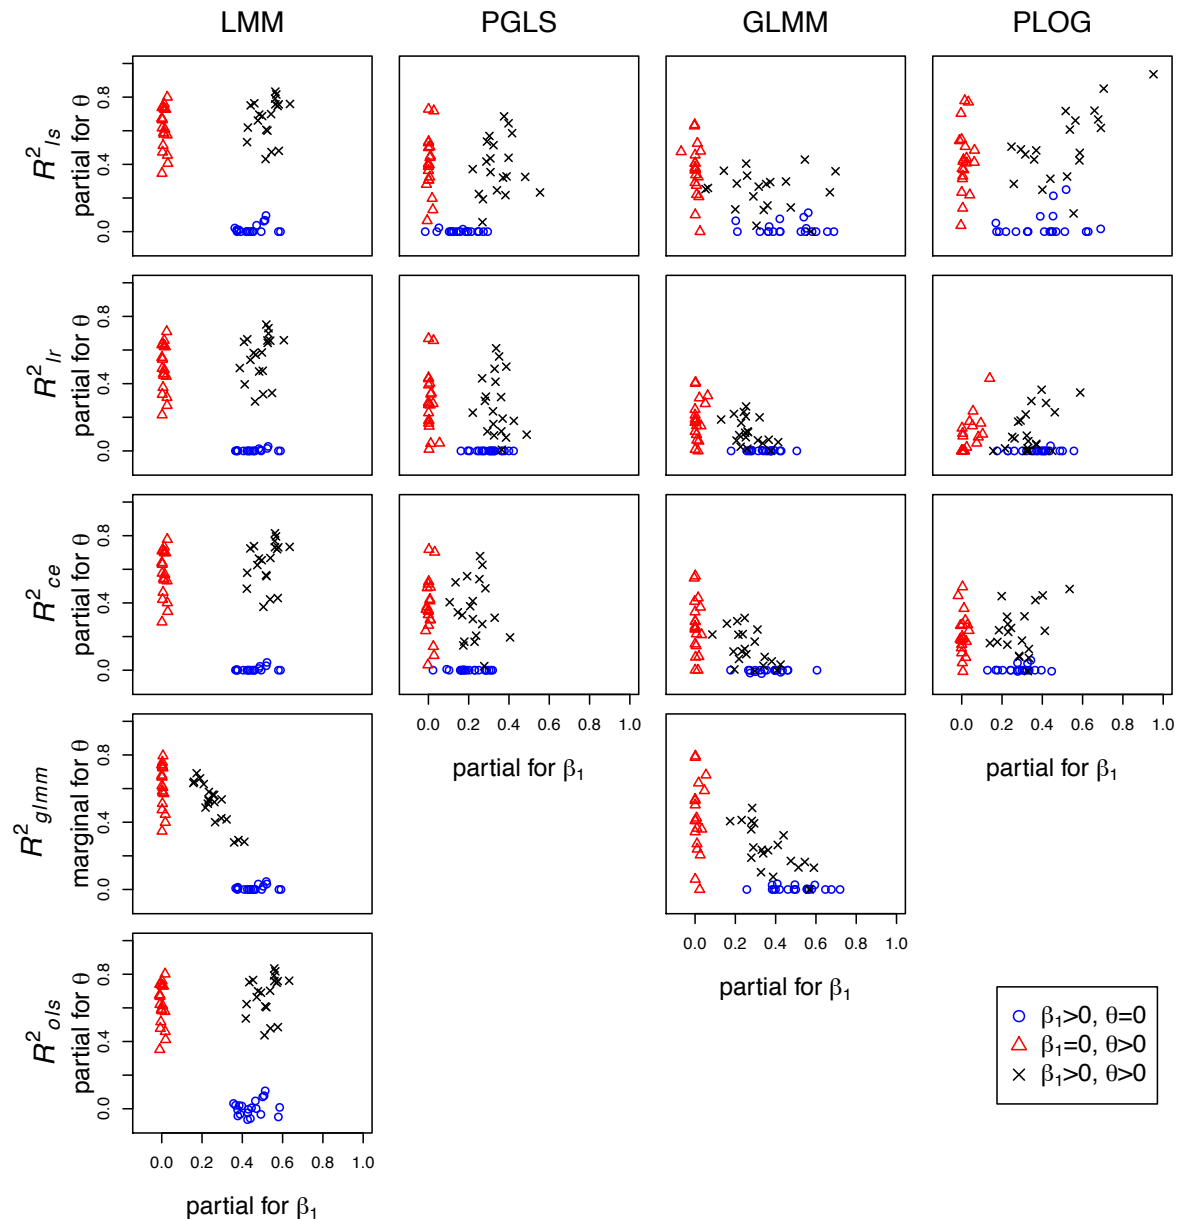 LMM PGLS GLMM PLOG
R²ls
partial for θ
0.0 0.4 0.8
R²lr
partial for θ
0.0 0.4 0.8
R²ce
partial for θ
0.0 0.4 0.8
0.0 0.2 0.4 0.6 0.8 1.0
partial for β₁
0.0 0.2 0.4 0.6 0.8 1.0
partial for β₁
R²glmm
marginal for θ
0.0 0.4 0.8
0.0 0.2 0.4 0.6 0.8 1.0
partial for β₁
R²ols
partial for θ
0.0 0.4 0.8
0.0 0.2 0.4 0.6 0.8 1.0
partial for β₁
β₁>0, θ=0
β₁=0, θ>0
β₁>0, θ>0